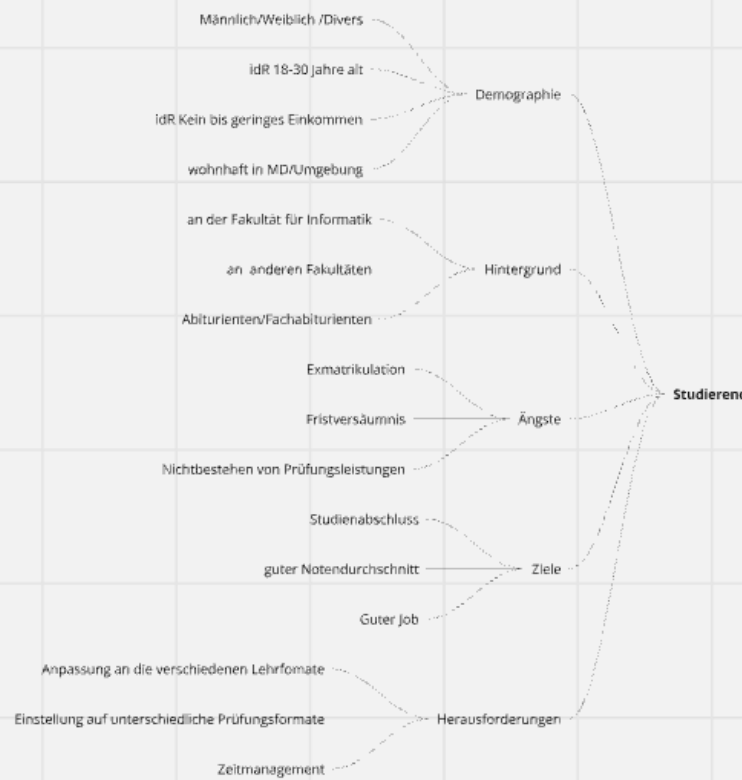 Männlich/Weiblich /Divers
idR 18-30 Jahre alt
idR Kein bis geringes Einkommen
wohnhaft in MD/Umgebung
Demographie
an der Fakultät für Informatik
an anderen Fakultäten
Abiturienten/Fachabiturienten
Hintergrund
Exmatrikulation
Fristversäumnis
Nichtbestehen von Prüfungsleistungen
Ängste
Studienabschluss
guter Notendurchschnitt
Guter Job
Ziele
Anpassung an die verschiedenen Lehrfomate
Einstellung auf unterschiedliche Prüfungsformate
Zeitmanagement
Herausforderungen